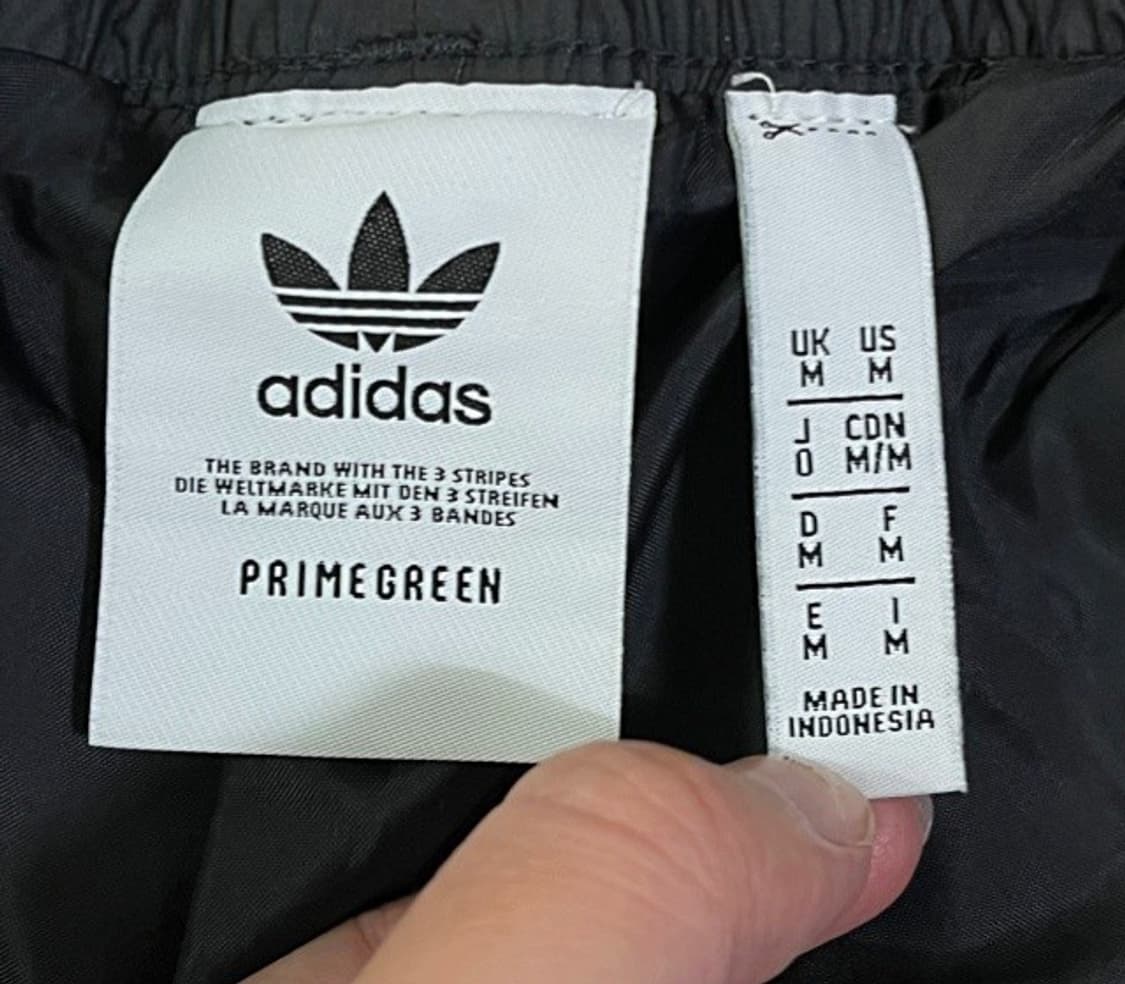 adidas
THE BRAND WITH THE 3 STRIPES
DIE WELTMARKE MIT DEN 3 STREIFEN
LA MARQUE AUX 3 BANDES
PRIMEGREEN
UK US
M M
J CDN
O M/M
D F
M M
E I
M M
MADE IN
INDONESIA